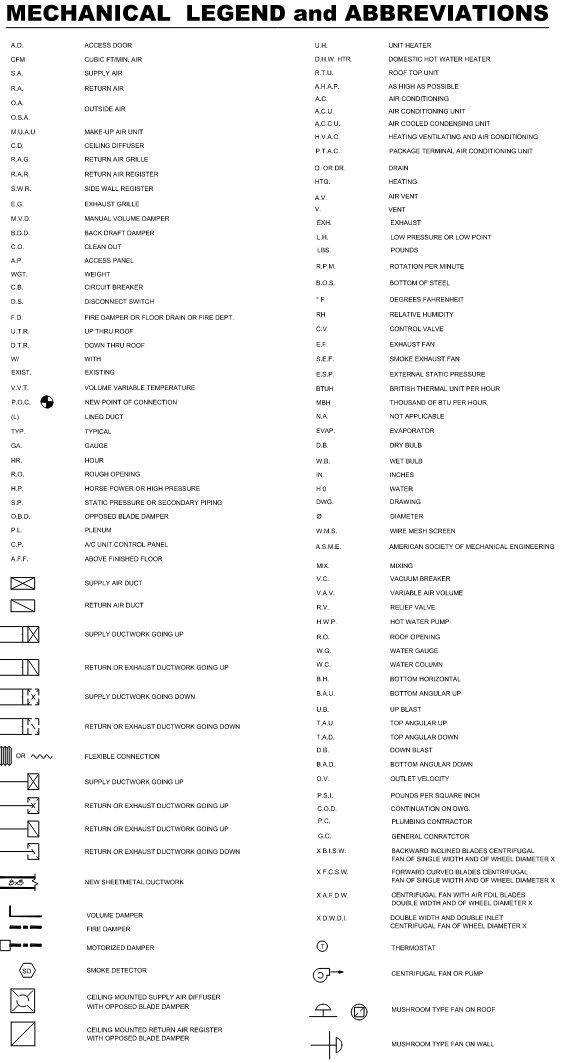 MECHANICAL LEGEND and ABBREVIATIONS
A.D. ACCESS DOOR
CFM CUBIC FT/MIN. AIR
S.A. SUPPLY AIR
R.A. RETURN AIR
O.A.
OUTSIDE AIR
O.S.A.
M.U.A.U MAKE-UP AIR UNIT
C.D. CEILING DIFFUSER
R.A.G. RETURN AIR GRILLE
R.A.R. RETURN AIR REGISTER
S.W.R. SIDE WALL REGISTER
E.G. EXHAUST GRILLE
M.V.D. MANUAL VOLUME DAMPER
B.D.D. BACK DRAFT DAMPER
C.O. CLEAN OUT
A.P. ACCESS PANEL
WGT. WEIGHT
C.B. CIRCUIT BREAKER
D.S. DISCONNECT SWITCH
F.D. FIRE DAMPER OR FLOOR DRAIN OR FIRE DEPT.
U.T.R. UP THRU ROOF
D.T.R. DOWN THRU ROOF
W/ WITH
EXIST. EXISTING
V.V.T. VOLUME VARIABLE TEMPERATURE
P.O.C. NEW POINT OF CONNECTION
(L) LINED DUCT
TYP. TYPICAL
GA. GAUGE
HR. HOUR
R.O. ROUGH OPENING
H.P. HORSE POWER OR HIGH PRESSURE
S.P. STATIC PRESSURE OR SECONDARY PIPING
O.B.D. OPPOSED BLADE DAMPER
P.L. PLENUM
C.P. A/C UNIT CONTROL PANEL
A.F.F. ABOVE FINISHED FLOOR
SUPPLY AIR DUCT
RETURN AIR DUCT
SUPPLY DUCTWORK GOING UP
RETURN OR EXHAUST DUCTWORK GOING UP
SUPPLY DUCTWORK GOING DOWN
RETURN OR EXHAUST DUCTWORK GOING DOWN
OR FLEXIBLE CONNECTION
SUPPLY DUCTWORK GOING UP
RETURN OR EXHAUST DUCTWORK GOING UP
RETURN OR EXHAUST DUCTWORK GOING UP
RETURN OR EXHAUST DUCTWORK GOING DOWN
8x8 NEW SHEETMETAL DUCTWORK
VOLUME DAMPER
FIRE DAMPER
MOTORIZED DAMPER
SD SMOKE DETECTOR
CEILING MOUNTED SUPPLY AIR DIFFUSER
WITH OPPOSED BLADE DAMPER
CEILING MOUNTED RETURN AIR REGISTER
WITH OPPOSED BLADE DAMPER
U.H. UNIT HEATER
D.H.W. HTR. DOMESTIC HOT WATER HEATER
R.T.U. ROOF TOP UNIT
A.H.A.P. AS HIGH AS POSSIBLE
A.C. AIR CONDITIONING
A.C.U. AIR CONDITIONING UNIT
A.C.C.U. AIR COOLED CONDENSING UNIT
H.V.A.C. HEATING VENTILATING AND AIR CONDITIONING
P.T.A.C. PACKAGE TERMINAL AIR CONDITIONING UNIT
D. OR DR. DRAIN
HTG. HEATING
A.V. AIR VENT
V. VENT
EXH. EXHAUST
L.H. LOW PRESSURE OR LOW POINT
LBS. POUNDS
R.P.M. ROTATION PER MINUTE
B.O.S. BOTTOM OF STEEL
° F DEGREES FAHRENHEIT
RH RELATIVE HUMIDITY
C.V. CONTROL VALVE
E.F. EXHAUST FAN
S.E.F. SMOKE EXHAUST FAN
E.S.P. EXTERNAL STATIC PRESSURE
BTUH BRITISH THERMAL UNIT PER HOUR
MBH THOUSAND OF BTU PER HOUR
N.A. NOT APPLICABLE
EVAP. EVAPORATOR
D.B. DRY BULB
W.B. WET BULB
IN. INCHES
H 0 WATER
DWG. DRAWING
Ø DIAMETER
W.M.S. WIRE MESH SCREEN
A.S.M.E. AMERICAN SOCIETY OF MECHANICAL ENGINEERING
MIX. MIXING
V.C. VACUUM BREAKER
V.A.V. VARIABLE AIR VOLUME
R.V. RELIEF VALVE
H.W.P. HOT WATER PUMP
R.O. ROOF OPENING
W.G. WATER GAUGE
W.C. WATER COLUMN
B.H. BOTTOM HORIZONTAL
B.A.U. BOTTOM ANGULAR UP
U.B. UP BLAST
T.A.U. TOP ANGULAR UP
T.A.D. TOP ANGULAR DOWN
D.B. DOWN BLAST
B.A.D. BOTTOM ANGULAR DOWN
O.V. OUTLET VELOCITY
P.S.I. POUNDS PER SQUARE INCH
C.O.D. CONTINUATION ON DWG.
P.C. PLUMBING CONTRACTOR
G.C. GENERAL CONRATCTOR
X B.I.S.W. BACKWARD INCLINED BLADES CENTRIFUGAL
FAN OF SINGLE WIDTH AND OF WHEEL DIAMETER X
X F.C.S.W. FORWARD CURVED BLADES CENTRIFUGAL
FAN OF SINGLE WIDTH AND OF WHEEL DIAMETER X
X A.F.D.W. CENTRIFUGAL FAN WITH AIR FOIL BLADES
DOUBLE WIDTH AND OF WHEEL DIAMETER X
X D.W.D.I. DOUBLE WIDTH AND DOUBLE INLET
CENTRIFUGAL FAN OF WHEEL DIAMETER X
T THERMOSTAT
CENTRIFUGAL FAN OR PUMP
MUSHROOM TYPE FAN ON ROOF
MUSHROOM TYPE FAN ON WALL